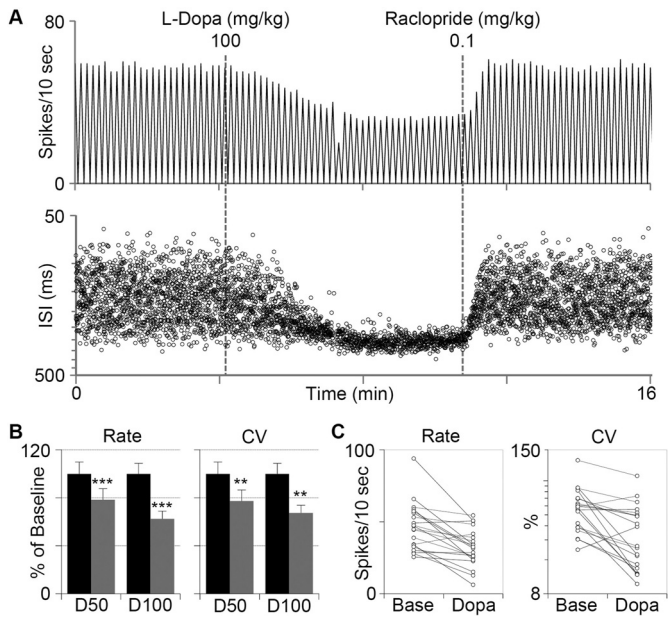 A
L-Dopa (mg/kg) Raclopride (mg/kg)
80 100 0.1
Spikes/10 sec
0
50
ISI (ms)
500
0 Time (min) 16
B Rate CV
120
% of Baseline
*** *** ** **
0
D50 D100 D50 D100
C Rate CV
100 150
Spikes/10 sec %
0 8
Base Dopa Base Dopa